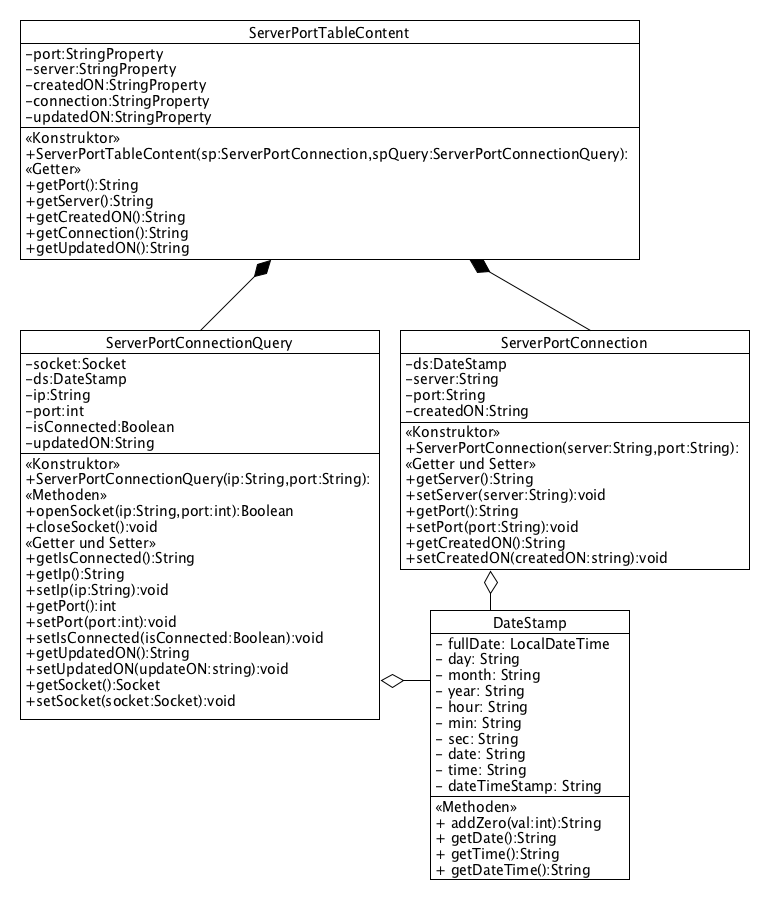 ServerPortTableContent
-port:StringProperty
-server:StringProperty
-createdON:StringProperty
-connection:StringProperty
-updatedON:StringProperty
«Konstruktor»
+ServerPortTableContent(sp:ServerPortConnection,spQuery:ServerPortConnectionQuery):
«Getter»
+getPort():String
+getServer():String
+getCreatedON():String
+getConnection():String
+getUpdatedON():String
ServerPortConnectionQuery
-socket:Socket
-ds:DateStamp
-ip:String
-port:int
-isConnected:Boolean
-updatedON:String
«Konstruktor»
+ServerPortConnectionQuery(ip:String,port:String):
«Methoden»
+openSocket(ip:String,port:int):Boolean
+closeSocket():void
«Getter und Setter»
+getIsConnected():String
+getIp():String
+setIp(ip:String):void
+getPort():int
+setPort(port:int):void
+setIsConnected(isConnected:Boolean):void
+getUpdatedON():String
+setUpdatedON(updateON:string):void
+getSocket():Socket
+setSocket(socket:Socket):void
ServerPortConnection
-ds:DateStamp
-server:String
-port:String
-createdON:String
«Konstruktor»
+ServerPortConnection(server:String,port:String):
«Getter und Setter»
+getServer():String
+setServer(server:String):void
+getPort():String
+setPort(port:String):void
+getCreatedON():String
+setCreatedON(createdON:string):void
DateStamp
- fullDate: LocalDateTime
- day: String
- month: String
- year: String
- hour: String
- min: String
- sec: String
- date: String
- time: String
- dateTimeStamp: String
«Methoden»
+ addZero(val:int):String
+ getDate():String
+ getTime():String
+ getDateTime():String